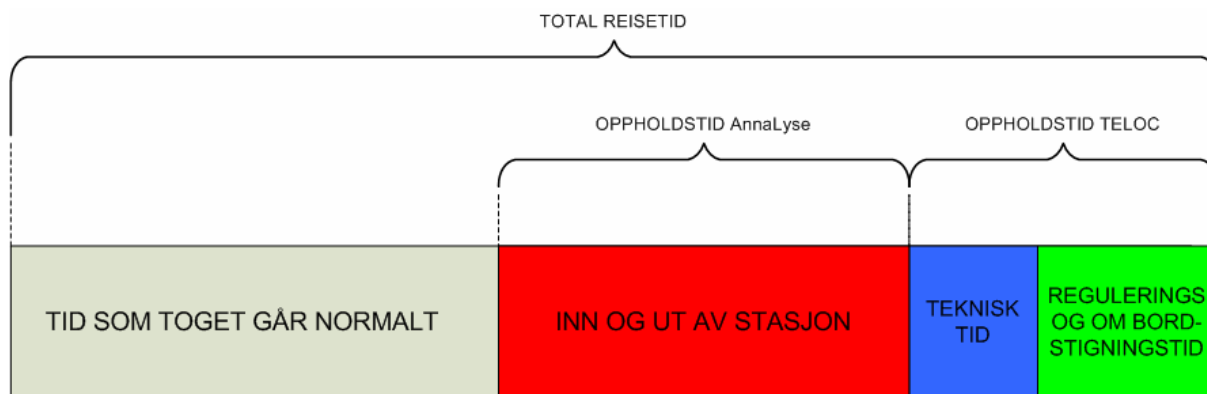 TOTAL REISETID
OPPHOLDSTID AnnaLyse
OPPHOLDSTID TELOC
TID SOM TOGET GÅR NORMALT
INN OG UT AV STASJON
TEKNISK
TID
REGULERINGS
OG OM BORD-
STIGNINGSTID